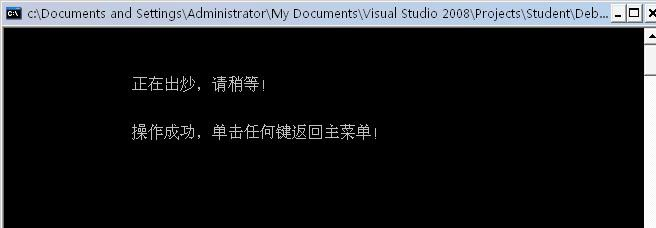 c:\Documents and Settings\Administrator\My Documents\Visual Studio 2008\Projects\Student\Deb...
正在出炒，请稍等！
操作成功，单击任何键返回主菜单！